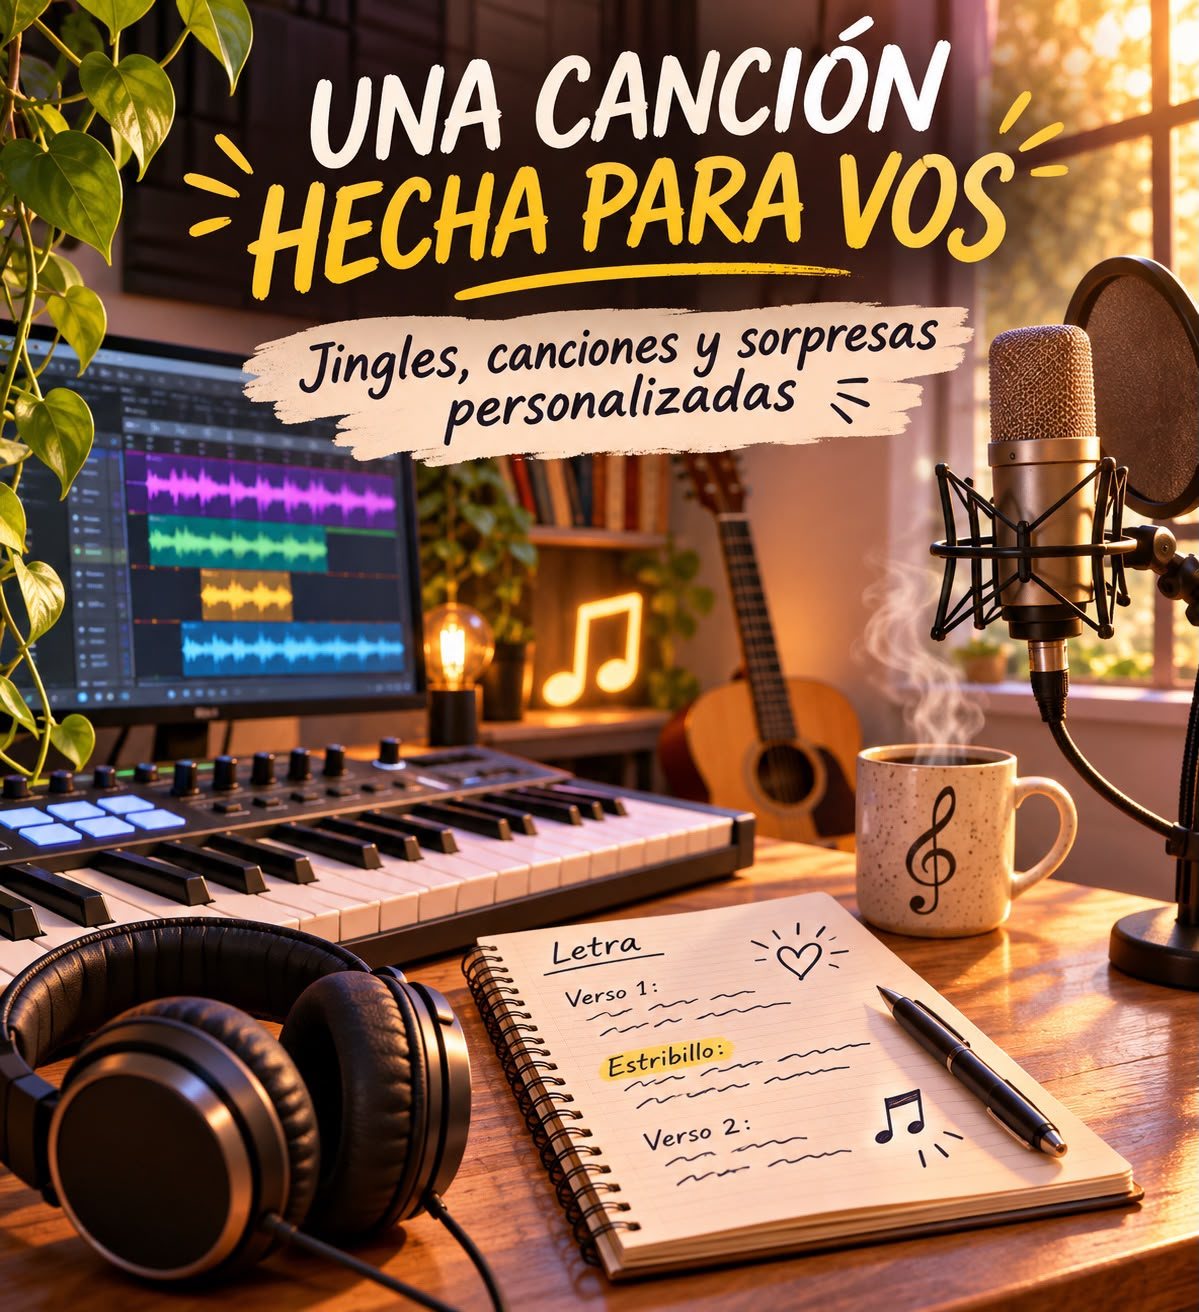 UNA CANCIÓN
HECHA PARA VOS
Jingles, canciones y sorpresas
personalizadas
Letra
Verso 1:
Estribillo:
Verso 2: